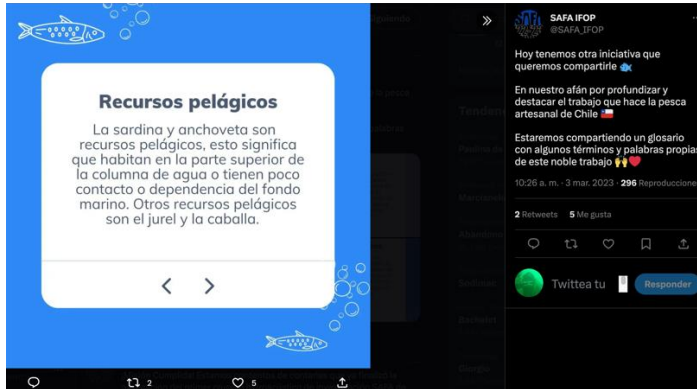 Recursos pelágicos
La sardina y anchoveta son
recursos pelágicos, esto significa
que habitan en la parte superior de
la columna de agua o tienen poco
contacto o dependencia del fondo
marino. Otros recursos pelágicos
son el jurel y la caballa.
2
5
SAFA IFOP
@SAFA_IFOP
Hoy tenemos otra iniciativa que
queremos compartirle
En nuestro afán por profundizar y
destacar el trabajo que hace la pesca
artesanal de Chile
Estaremos compartiendo un glosario
con algunos términos y palabras propias
de este noble trabajo
10:26 a. m. · 3 mar. 2023 · 296 Reproducciones
2 Retweets 5 Me gusta
Twittea tu
Responder